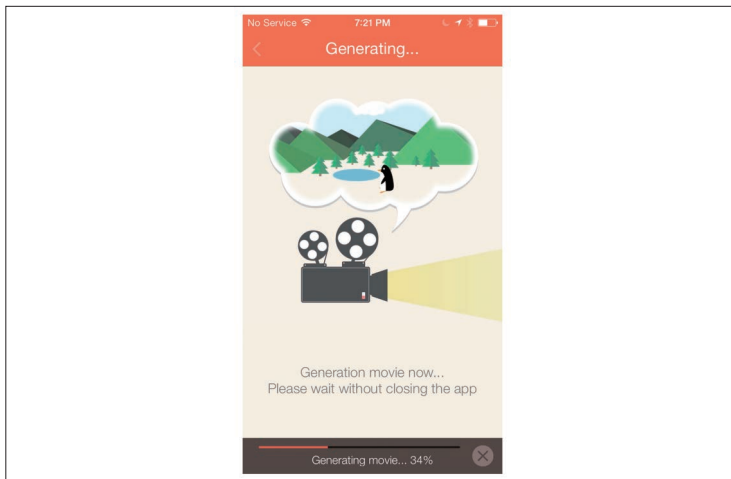 No Service 7:21 PM
Generating...
Generation movie now...
Please wait without closing the app
Generating movie... 34%